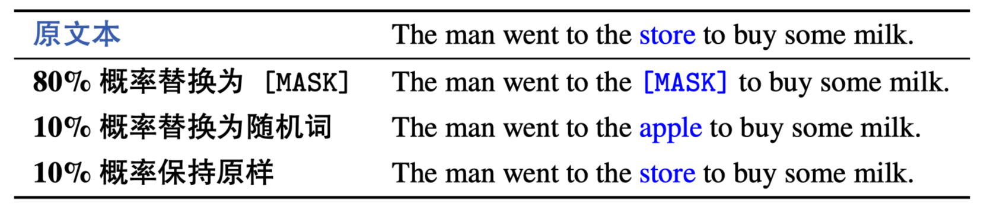 原文本 The man went to the store to buy some milk.
80% 概率替换为 [MASK] The man went to the [MASK] to buy some milk.
10% 概率替换为随机词 The man went to the apple to buy some milk.
10% 概率保持原样 The man went to the store to buy some milk.